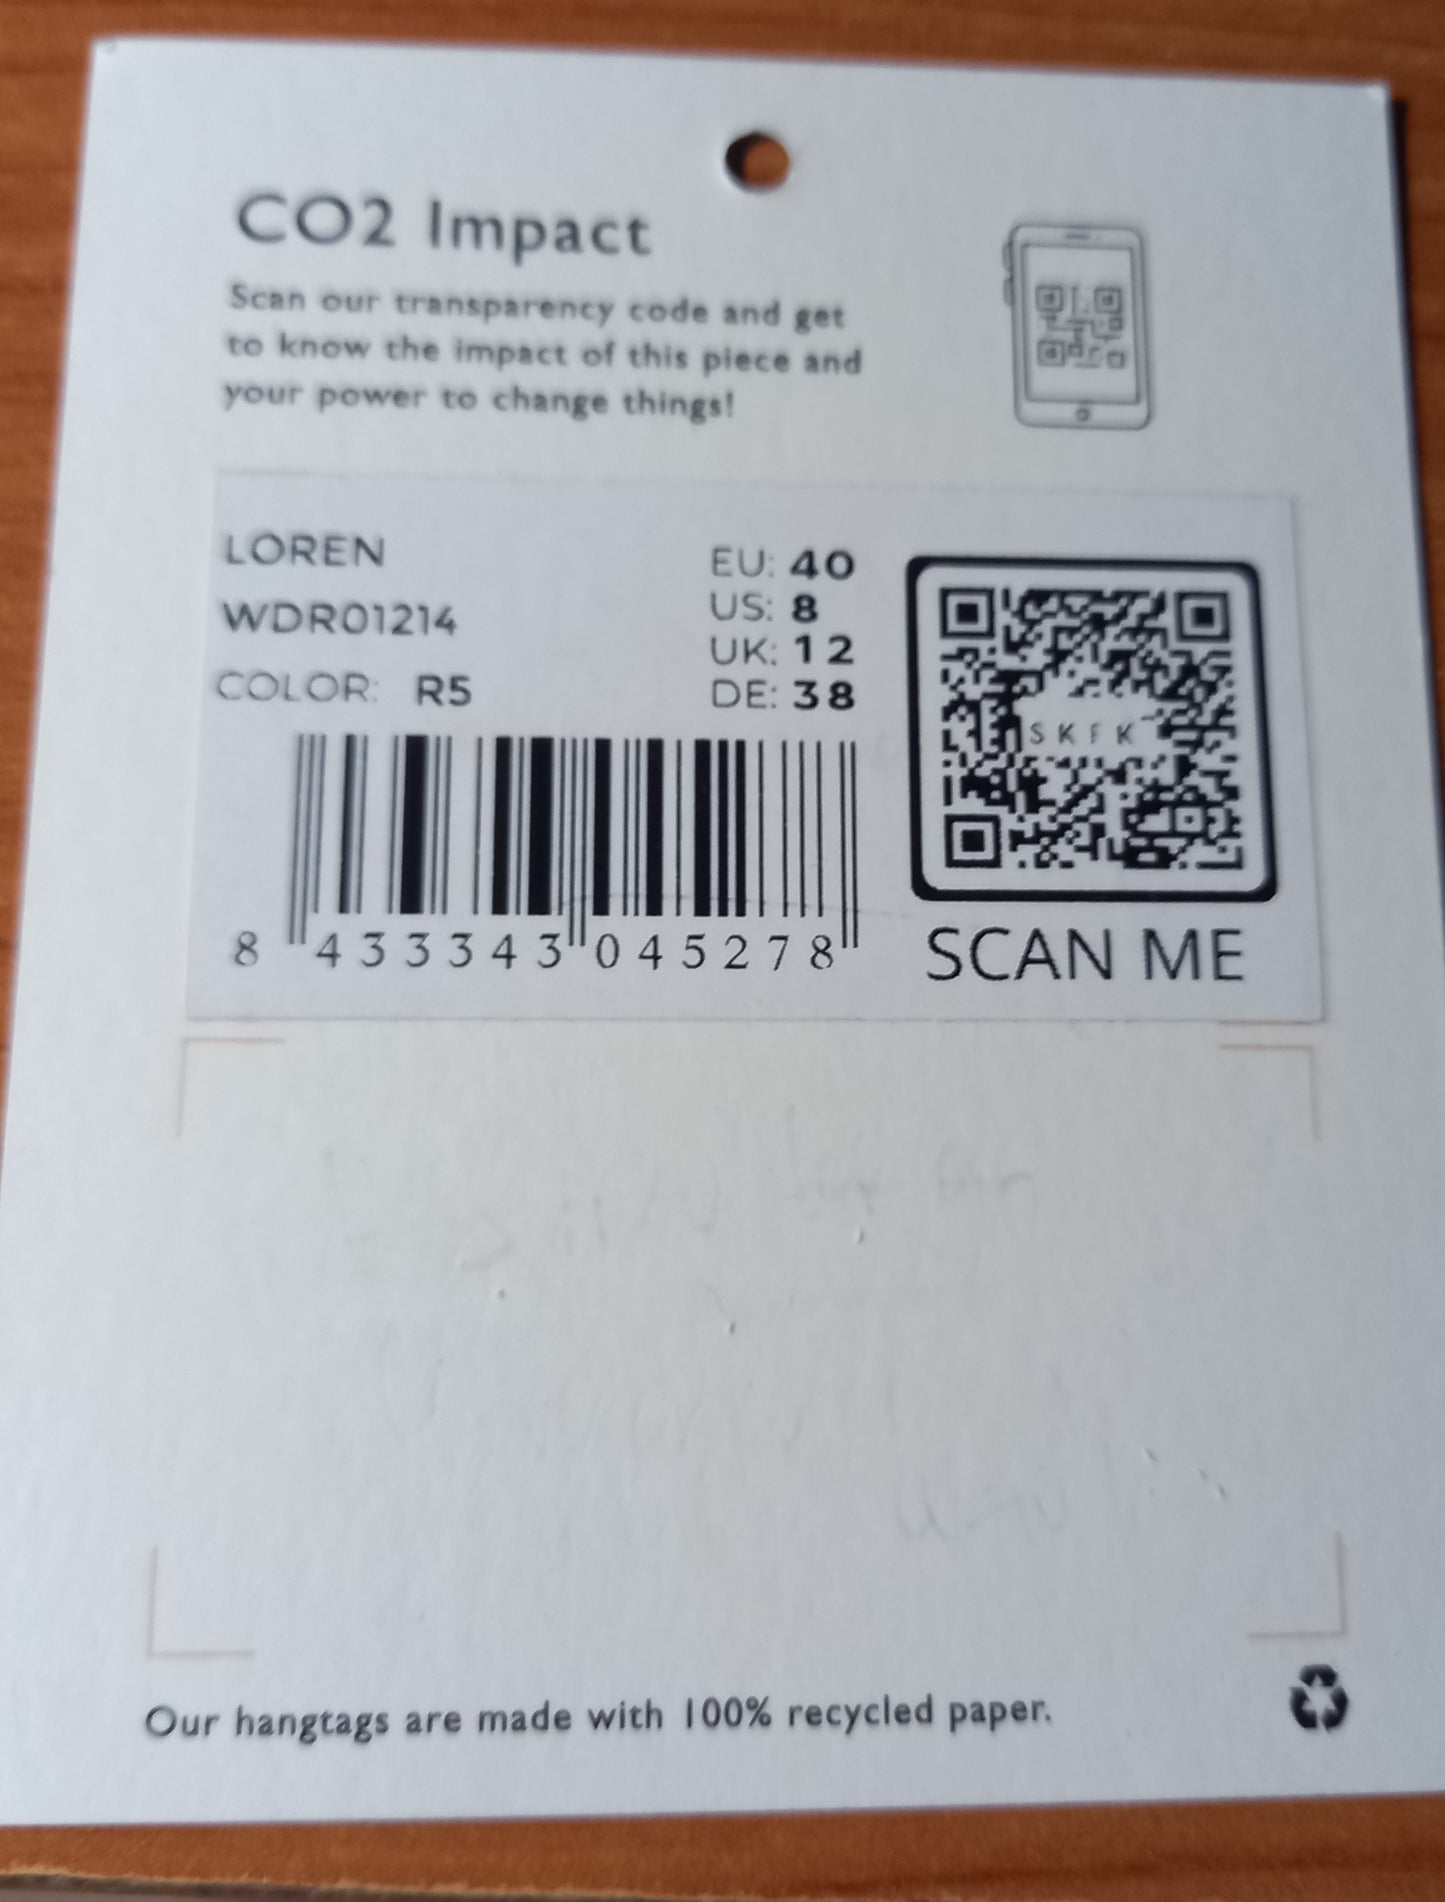 CO2 Impact
Scan our transparency code and get
to know the impact of this piece and
your power to change things!
LOREN
WDR01214
COLOR: R5
EU: 40
US: 8
UK: 12
DE: 38
SKFK
8 433343 045278
SCAN ME
Our hangtags are made with 100% recycled paper.